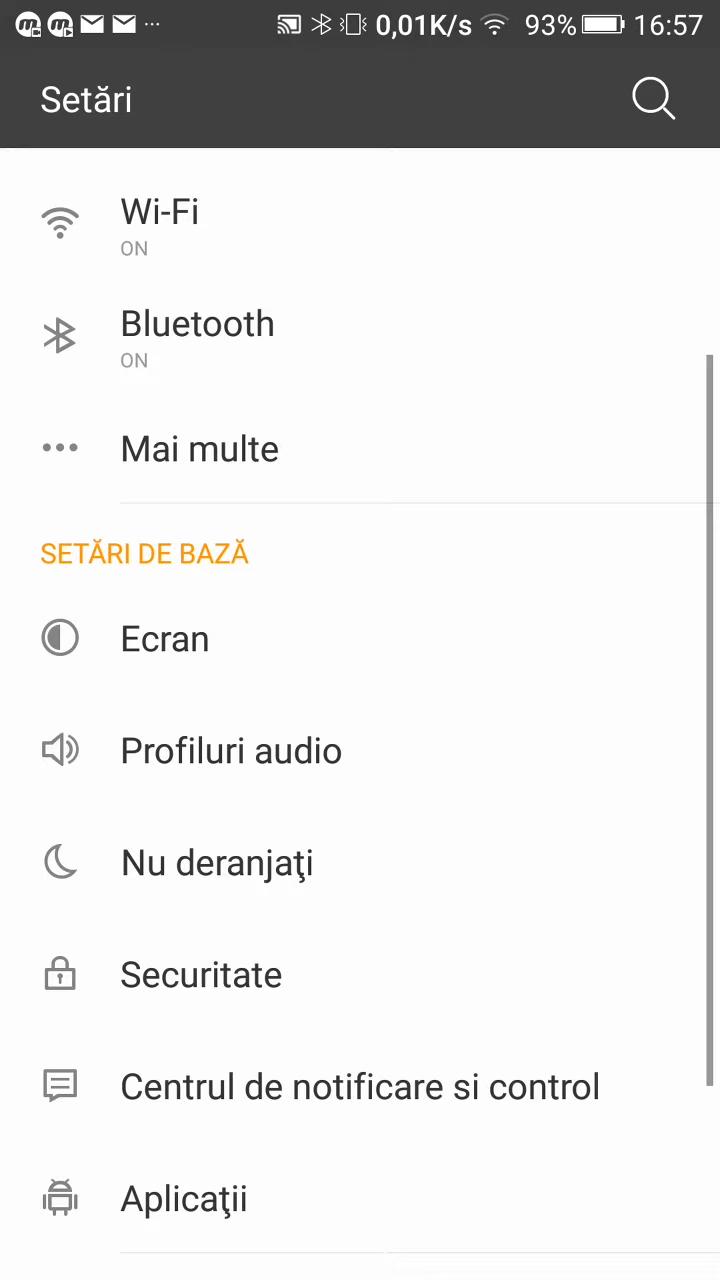 0,01K/s 93% 16:57
Setări
Wi-Fi
ON
Bluetooth
ON
Mai multe
SETĂRI DE BAZĂ
Ecran
Profiluri audio
Nu deranjaţi
Securitate
Centrul de notificare si control
Aplicaţii